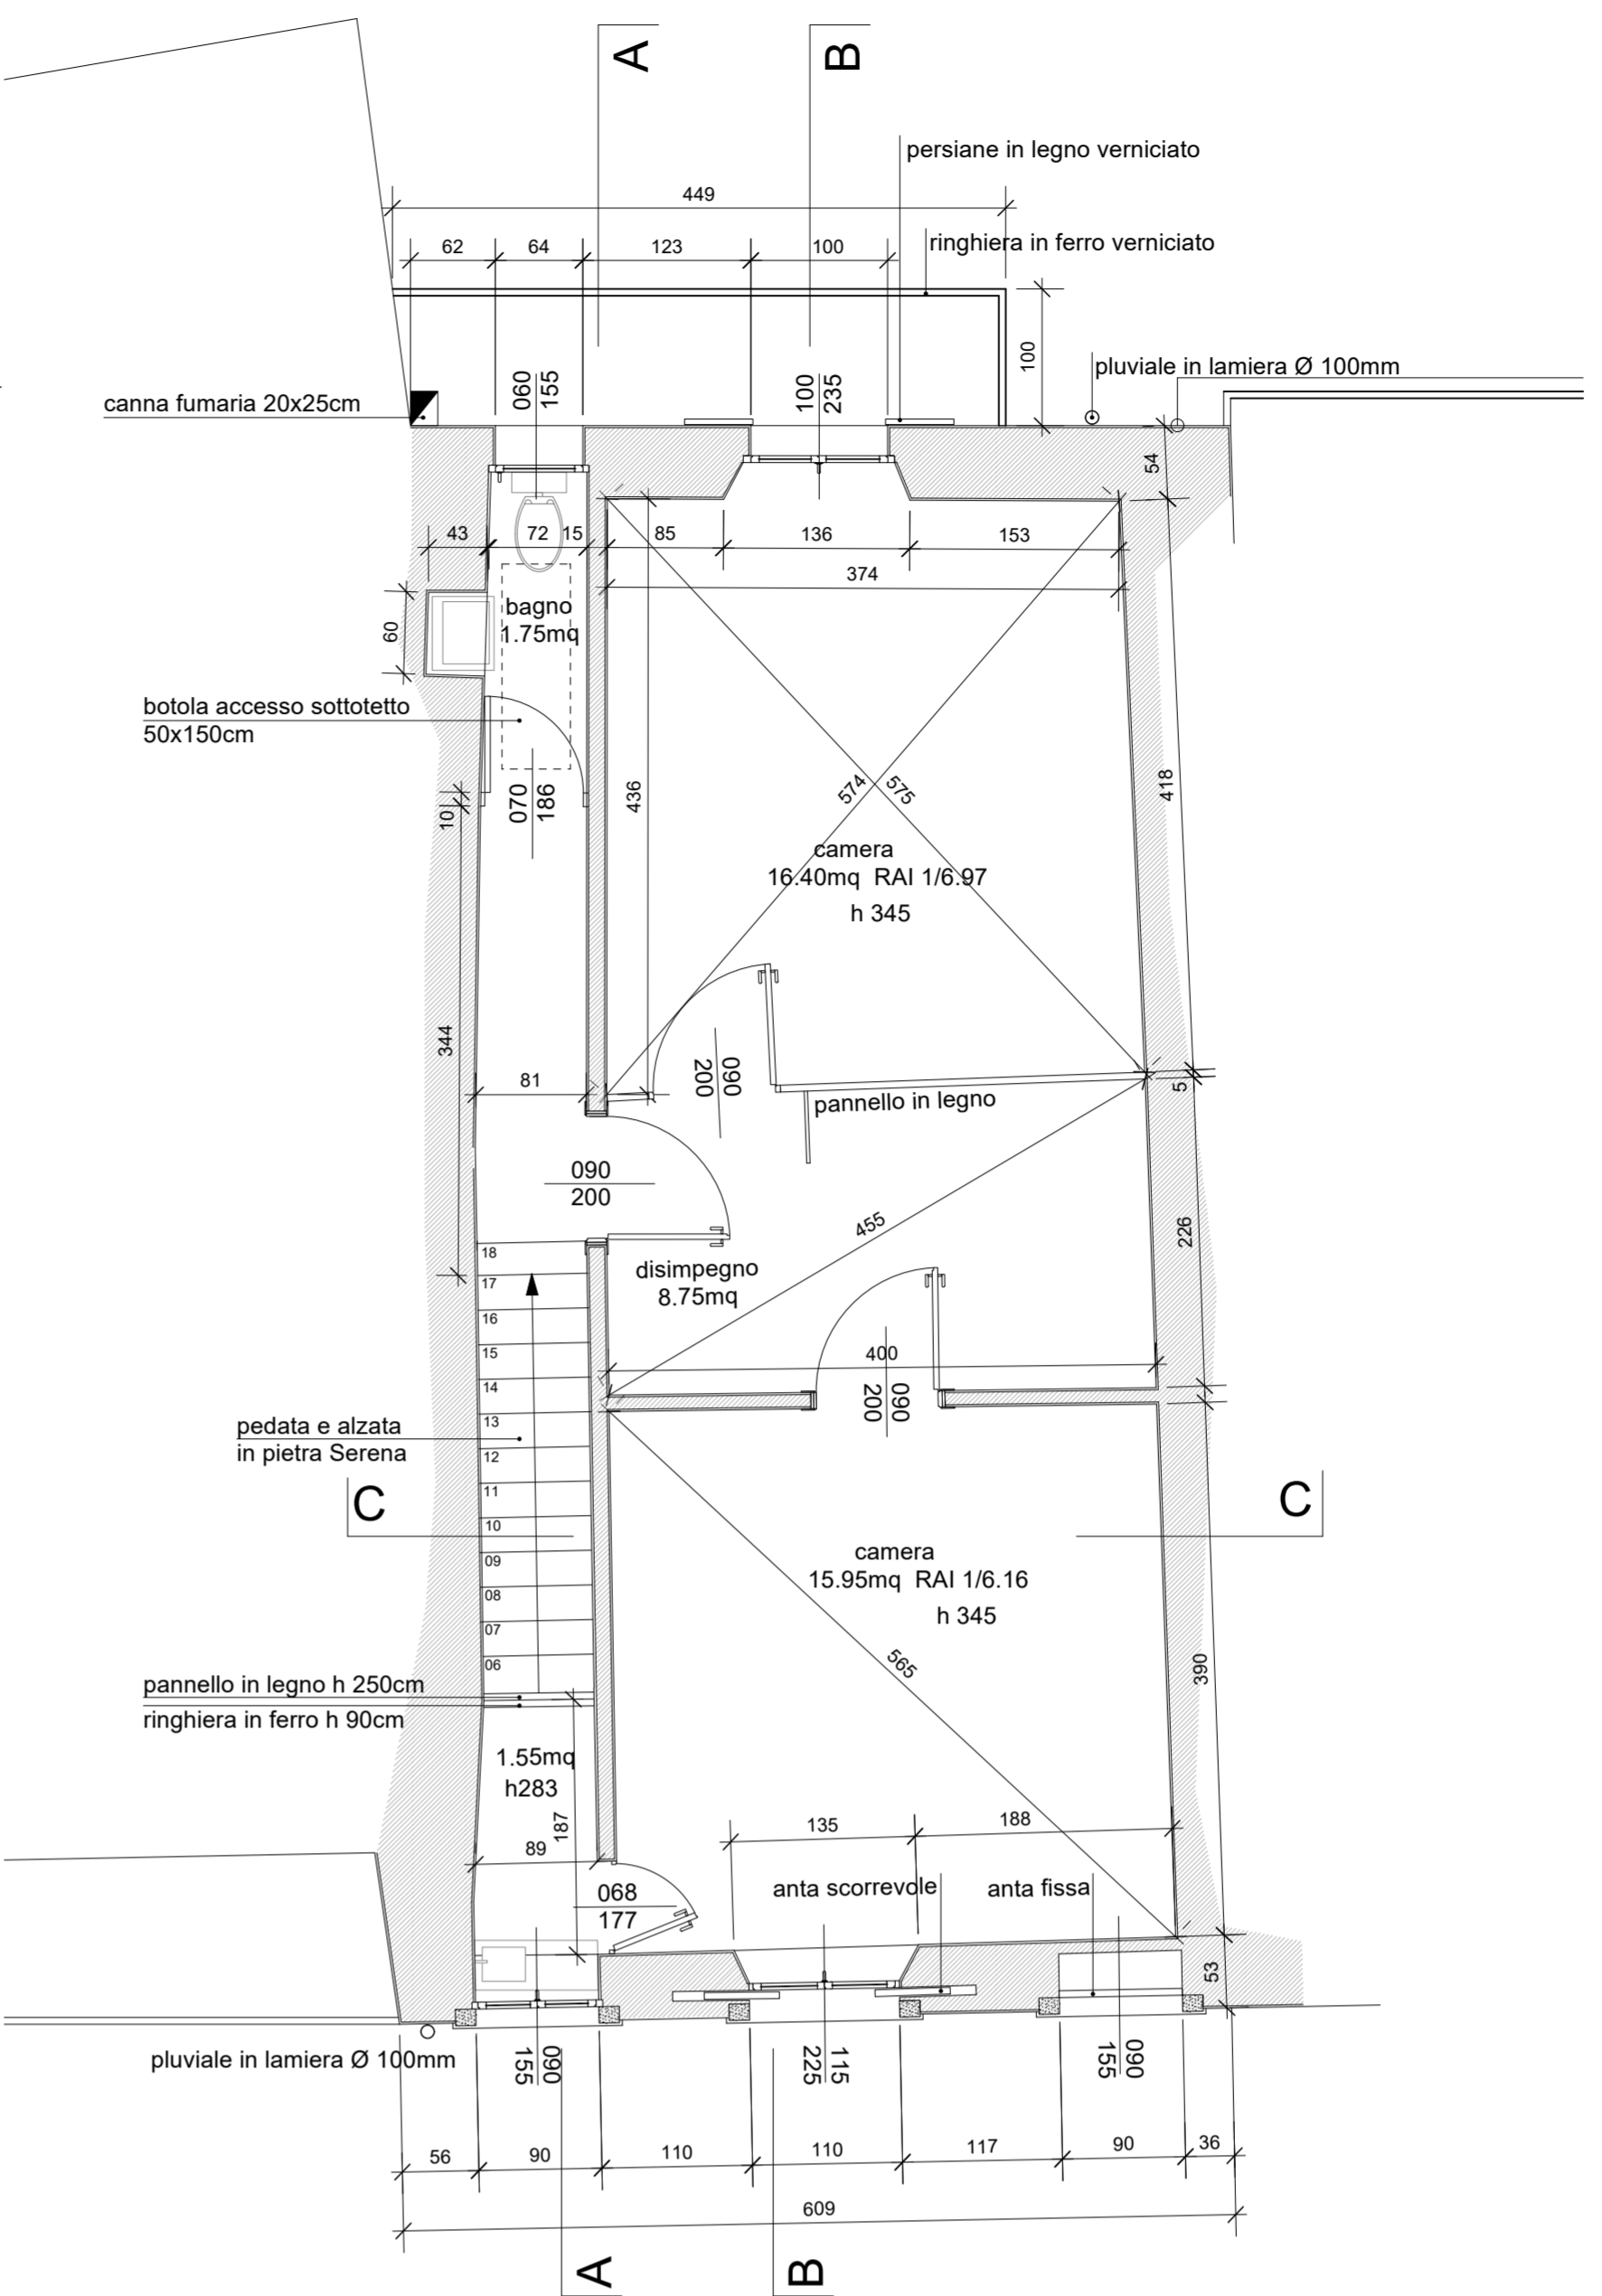 A
B
persiane in legno verniciato
449
ringhiera in ferro verniciato
62
64
123
100
100
pluviale in lamiera Ø 100mm
060
155
100
235
canna fumaria 20x25cm
54
43
72
15
85
136
153
374
bagno
1.75mq
60
botola accesso sottotetto
50x150cm
070
186
10
436
574
575
418
camera
16.40mq RAI 1/6.97
h 345
344
81
090
200
5
pannello in legno
090
200
455
226
18
disimpegno
8.75mq
17
16
15
400
14
090
200
13
pedata e alzata
in pietra Serena
12
11
C
C
10
09
camera
15.95mq RAI 1/6.16
h 345
08
07
06
565
390
pannello in legno h 250cm
ringhiera in ferro h 90cm
1.55mq
h283
187
135
188
89
anta scorrevole
anta fissa
068
177
53
pluviale in lamiera Ø 100mm
090
155
115
225
090
155
56
90
110
110
117
90
36
609
A
B